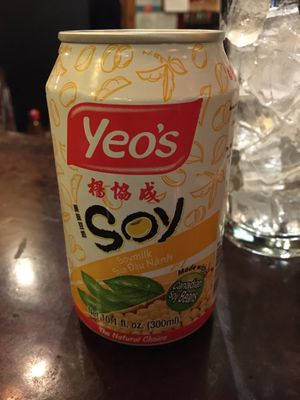 Yeo's
楊協成
SOY
Soymilk
Sữa Đậu Nành
Made With
Canadian
Soy Beans
10.1 fl. oz. (300ml)
The Natural Choice